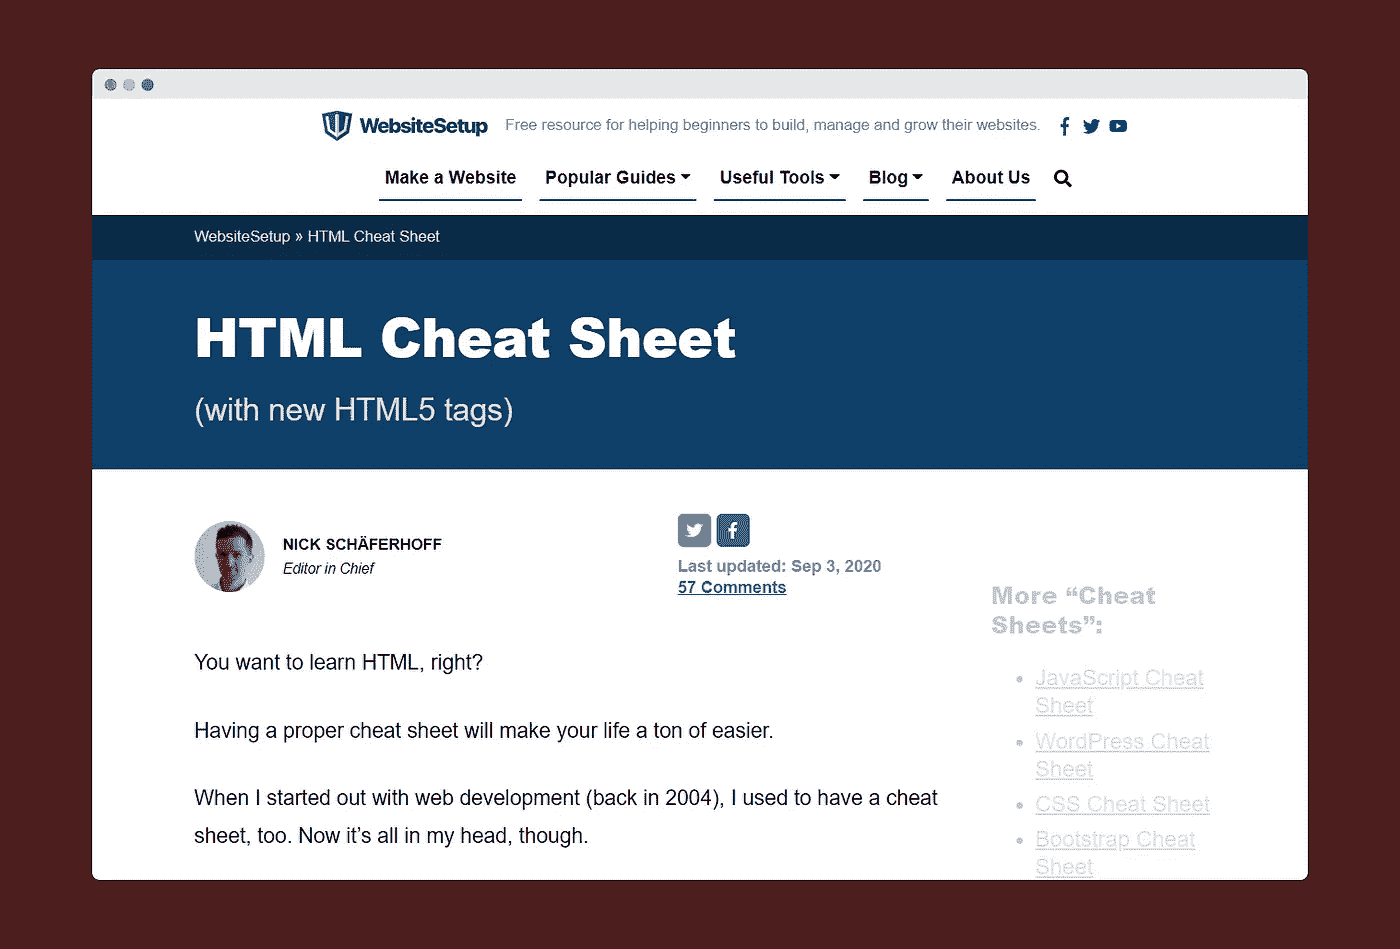 WebsiteSetup Free resource for helping beginners to build, manage and grow their websites.
Make a Website Popular Guides Useful Tools Blog About Us
WebsiteSetup » HTML Cheat Sheet
HTML Cheat Sheet
(with new HTML5 tags)
NICK SCHÄFERHOFF
Editor in Chief
Last updated: Sep 3, 2020
57 Comments
You want to learn HTML, right?
Having a proper cheat sheet will make your life a ton of easier.
When I started out with web development (back in 2004), I used to have a cheat
sheet, too. Now it’s all in my head, though.
More “Cheat
Sheets”:
JavaScript Cheat
Sheet
WordPress Cheat
Sheet
CSS Cheat Sheet
Bootstrap Cheat
Sheet